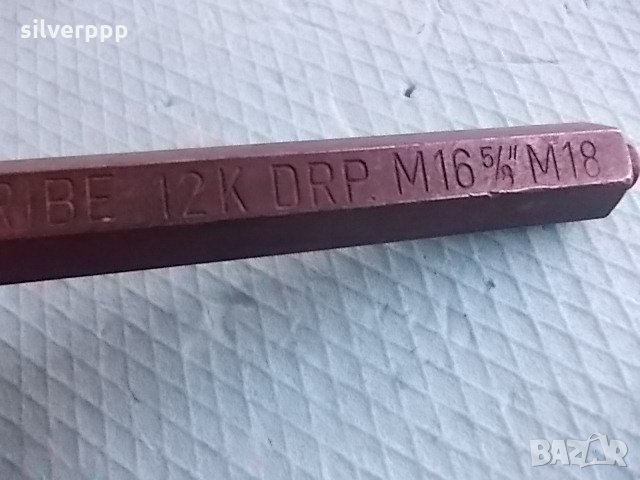 silverppp
RIBE 12K DRP. M16 5/8" M18
BAZAR